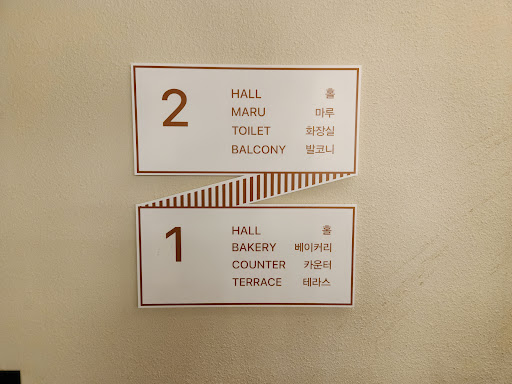 2
HALL 홀
MARU 마루
TOILET 화장실
BALCONY 발코니
1
HALL 홀
BAKERY 베이커리
COUNTER 카운터
TERRACE 테라스